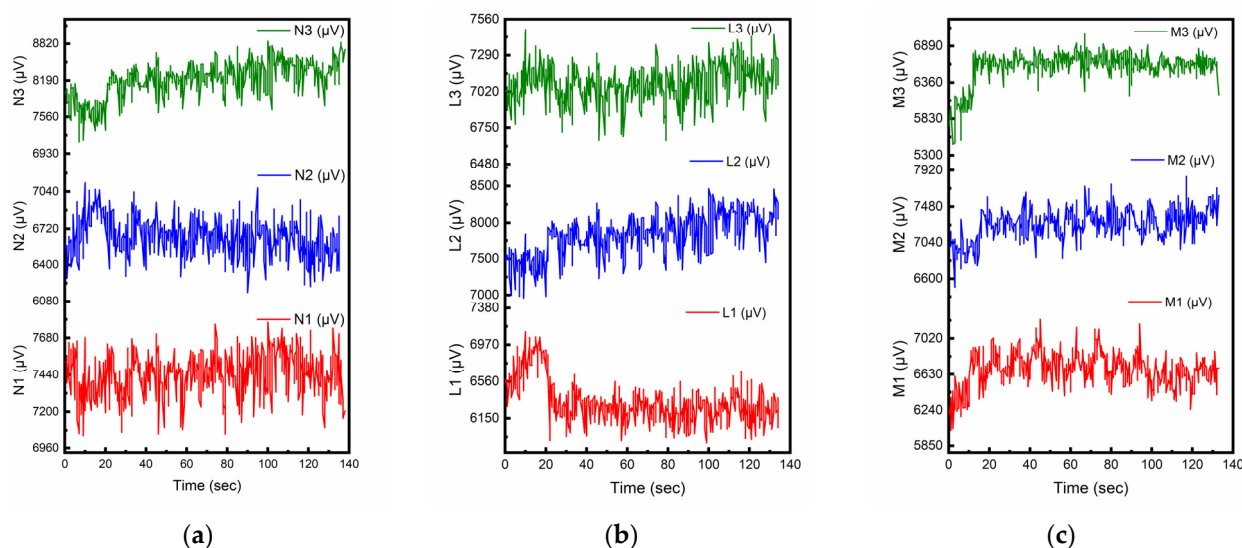 N3 (µV)
8820
8190
7560
6930
N3 (µV)
N2 (µV)
7040
6720
6400
6080
N2 (µV)
N1 (µV)
7680
7440
7200
6960
N1 (µV)
0 20 40 60 80 100 120 140
Time (sec)
(a)
L3 (µV)
7560
7290
7020
6750
6480
L3 (µV)
L2 (µV)
8500
8000
7500
7000
L2 (µV)
L1 (µV)
7380
6970
6560
6150
L1 (µV)
0 20 40 60 80 100 120 140
Time (sec)
(b)
M3 (µV)
6890
6360
5830
5300
M3 (µV)
M2 (µV)
7920
7480
7040
6600
M2 (µV)
M1 (µV)
7020
6630
6240
5850
M1 (µV)
0 20 40 60 80 100 120 140
Time (sec)
(c)